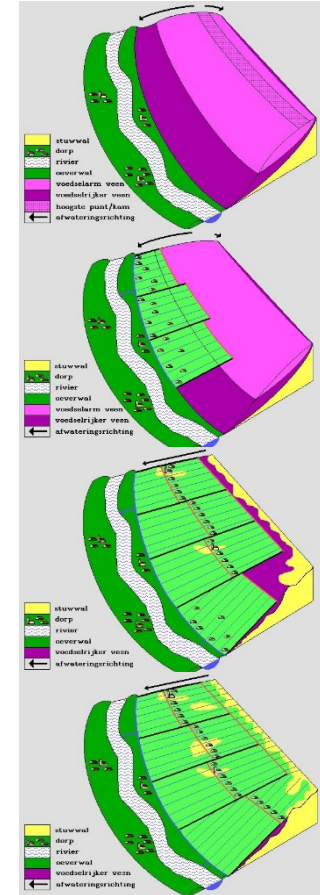 stuwwal
dorp
rivier
oeverwal
voedselarm veen
voedselrijker veen
hoogste punt/kam
afwateringsrichting
stuwwal
dorp
rivier
oeverwal
voedselarm veen
voedselrijker veen
afwateringsrichting
stuwwal
dorp
rivier
oeverwal
voedselrijker veen
afwateringsrichting
stuwwal
dorp
rivier
oeverwal
voedselrijker veen
afwateringsrichting